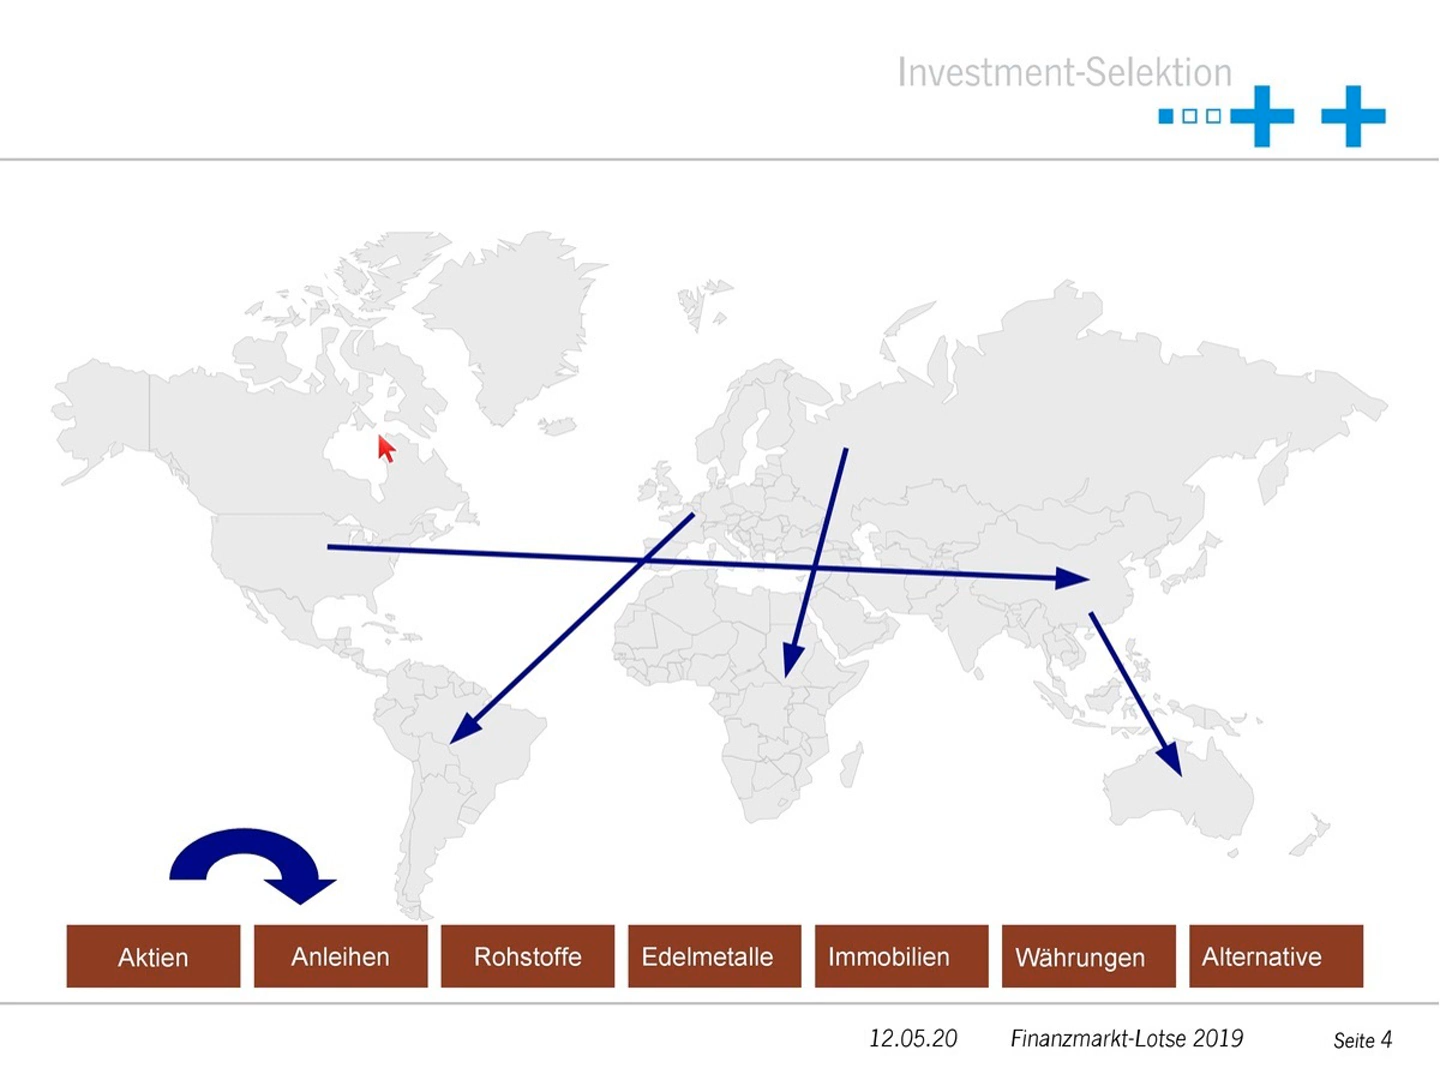 Investment-Selektion
Aktien
Anleihen
Rohstoffe
Edelmetalle
Immobilien
Währungen
Alternative
12.05.20 Finanzmarkt-Lotse 2019 Seite 4